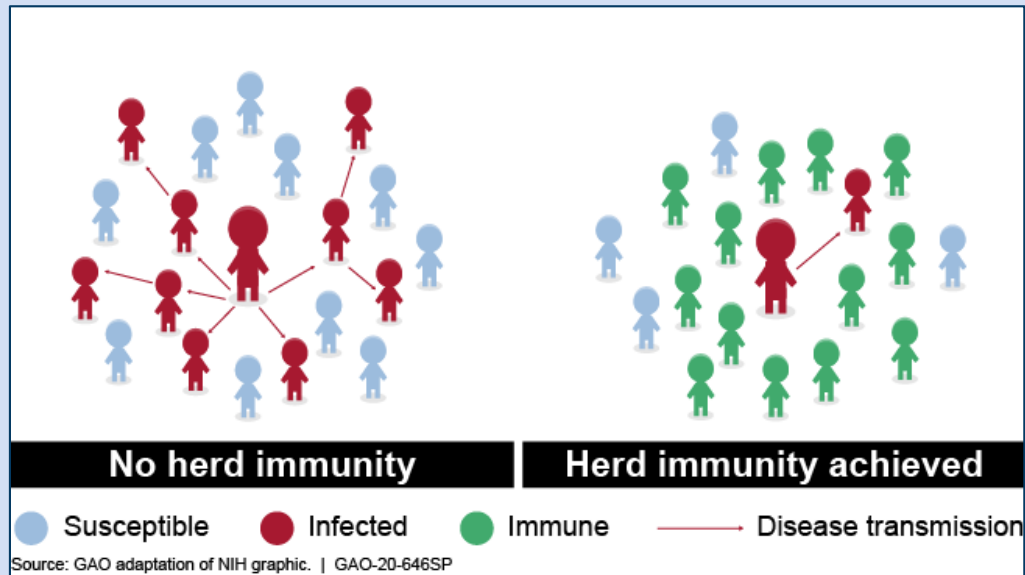 No herd immunity
Herd immunity achieved
Susceptible Infected Immune Disease transmission
Source: GAO adaptation of NIH graphic. | GAO-20-646SP